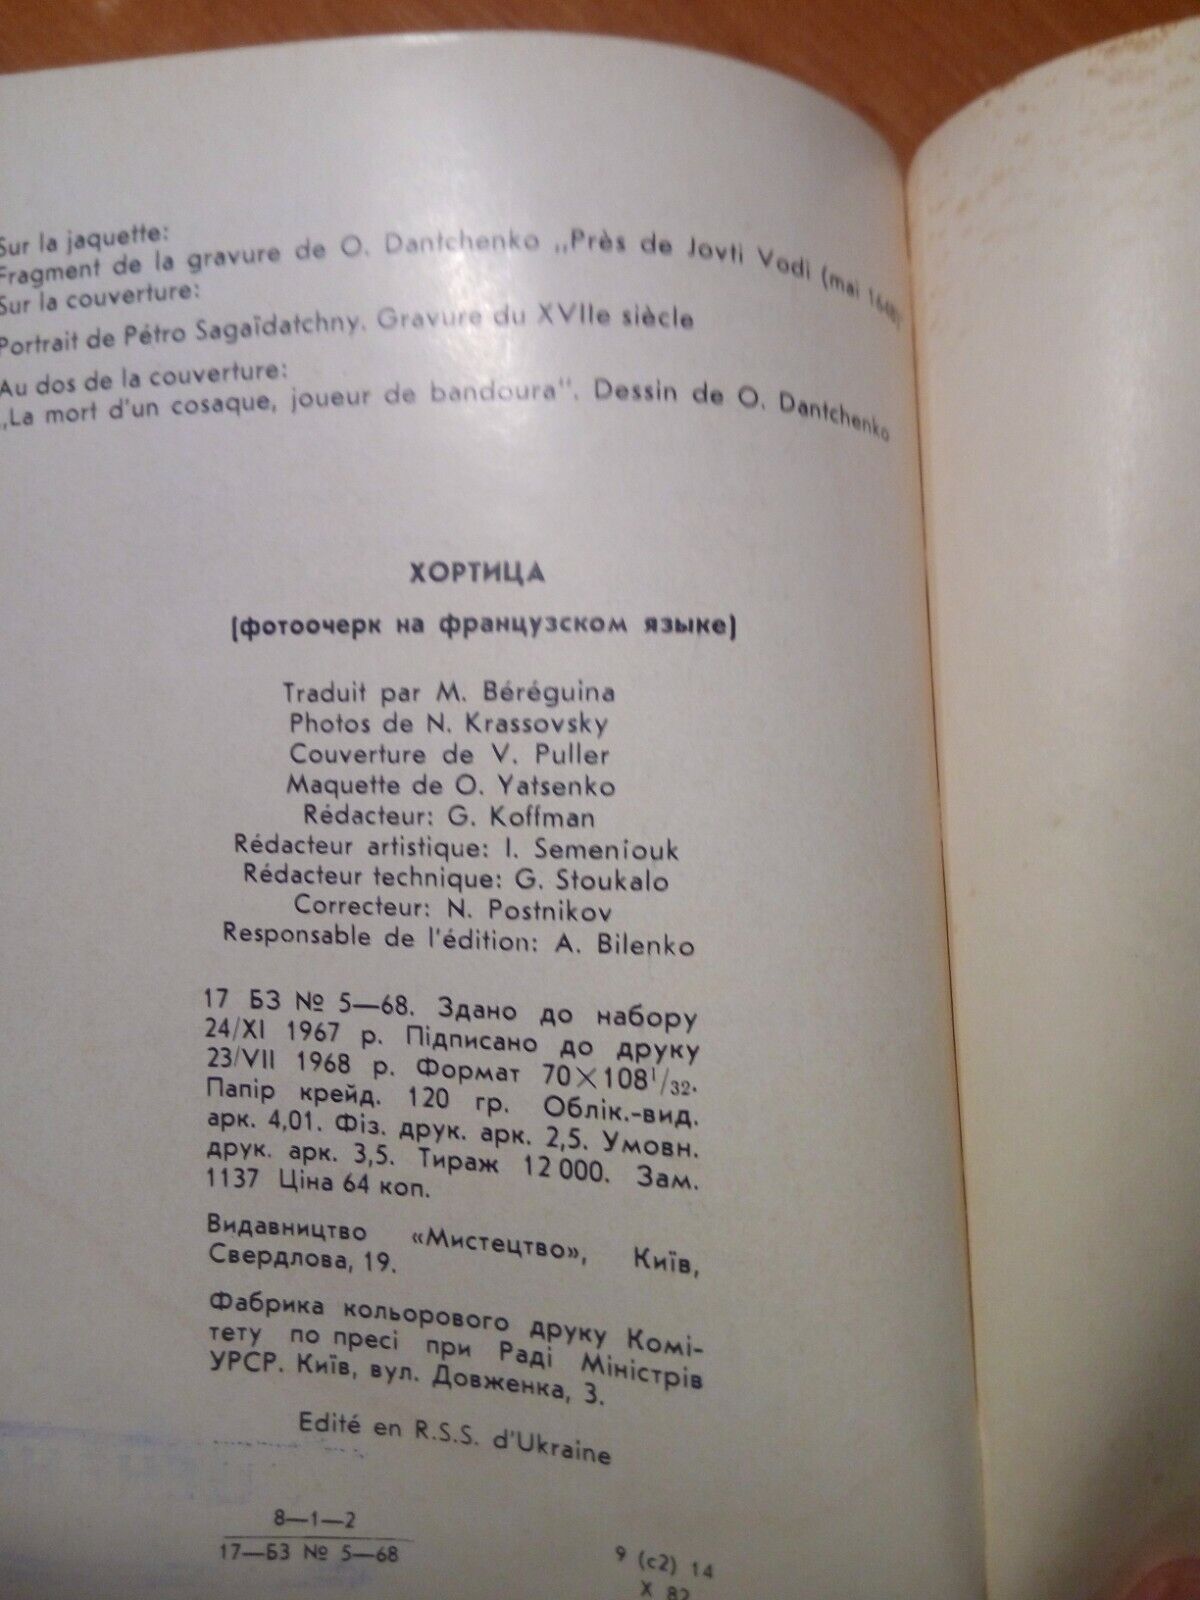 Sur la jaquette:
Fragment de la gravure de O. Dantchenko „Près de Jovti Vodi (mai 1648)"
Sur la couverture:
Portrait de Pétro Sagaïdatchny. Gravure du XVIIe siècle
Au dos de la couverture:
„La mort d'un cosaque, joueur de bandoura". Dessin de O. Dantchenko
ХОРТИЦА
(фотоочерк на французском языке)
Traduit par M. Béréguina
Photos de N. Krassovsky
Couverture de V. Puller
Maquette de O. Yatsenko
Rédacteur: G. Koffman
Rédacteur artistique: I. Semeniouk
Rédacteur technique: G. Stoukalo
Correcteur: N. Postnikov
Responsable de l'édition: A. Bilenko
17 БЗ № 5—68. Здано до набору
24/XI 1967 р. Підписано до друку
23/VII 1968 р. Формат 70×108¹/₃₂.
Папір крейд. 120 гр. Облік.-вид.
арк. 4,01. Фіз. друк. арк. 2,5. Умовн.
друк. арк. 3,5. Тираж 12 000. Зам.
1137 Ціна 64 коп.
Видавництво «Мистецтво», Київ,
Свердлова, 19.
Фабрика кольорового друку Комі-
тету по пресі при Раді Міністрів
УРСР. Київ, вул. Довженка, 3.
Edité en R.S.S. d'Ukraine
8—1—2
17—БЗ № 5—68
9 (с2) 14
Х 82